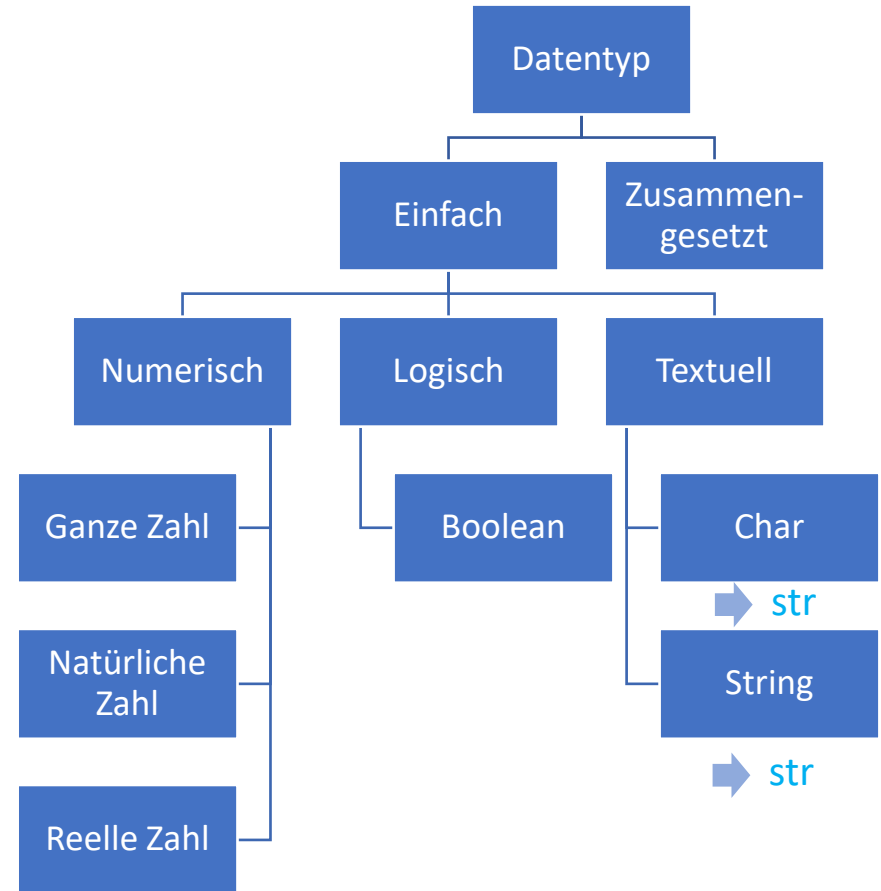 Datentyp
Einfach
Zusammen-
gesetzt
Numerisch
Logisch
Textuell
Ganze Zahl
Boolean
Char
str
Natürliche
Zahl
String
str
Reelle Zahl